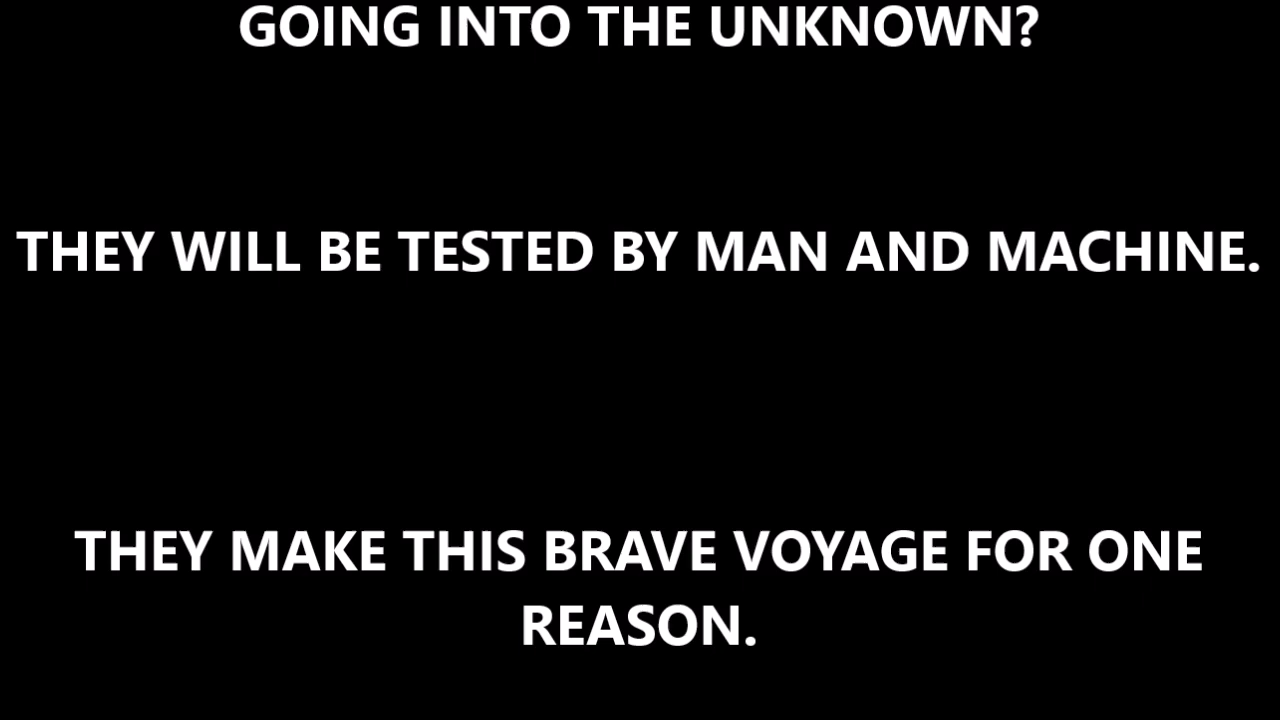 GOING INTO THE UNKNOWN?
THEY WILL BE TESTED BY MAN AND MACHINE.
THEY MAKE THIS BRAVE VOYAGE FOR ONE
REASON.